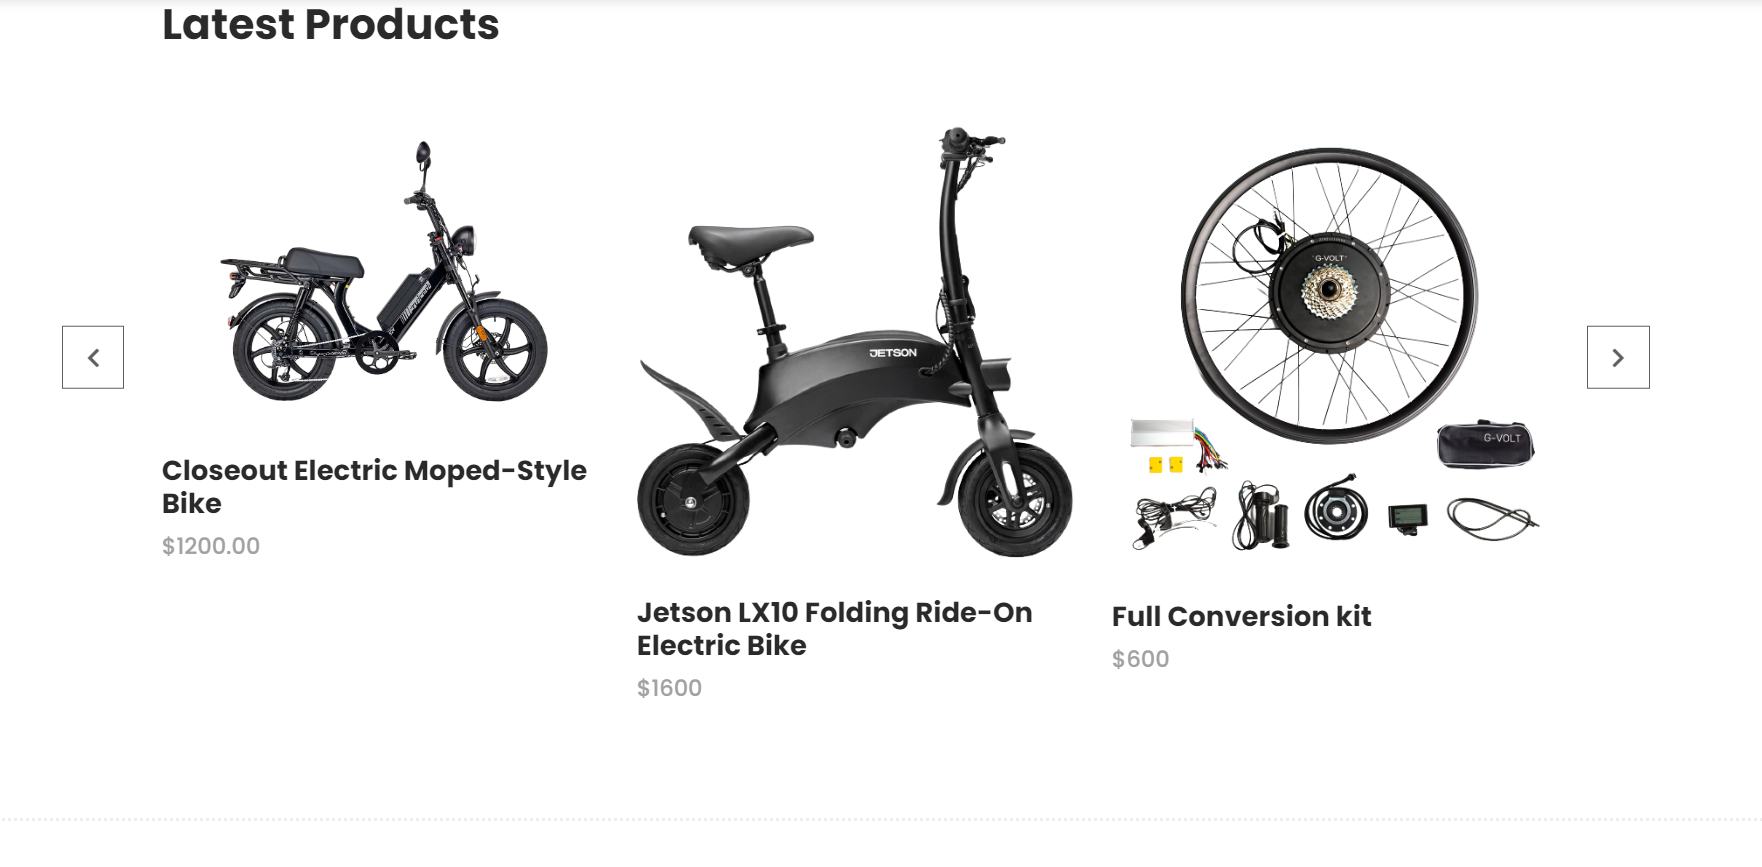 Latest Products
JETSON
"G-VOLT"
G-VOLT
Closeout Electric Moped-Style
Bike
$1200.00
Jetson LX10 Folding Ride-On
Electric Bike
$1600
Full Conversion kit
$600